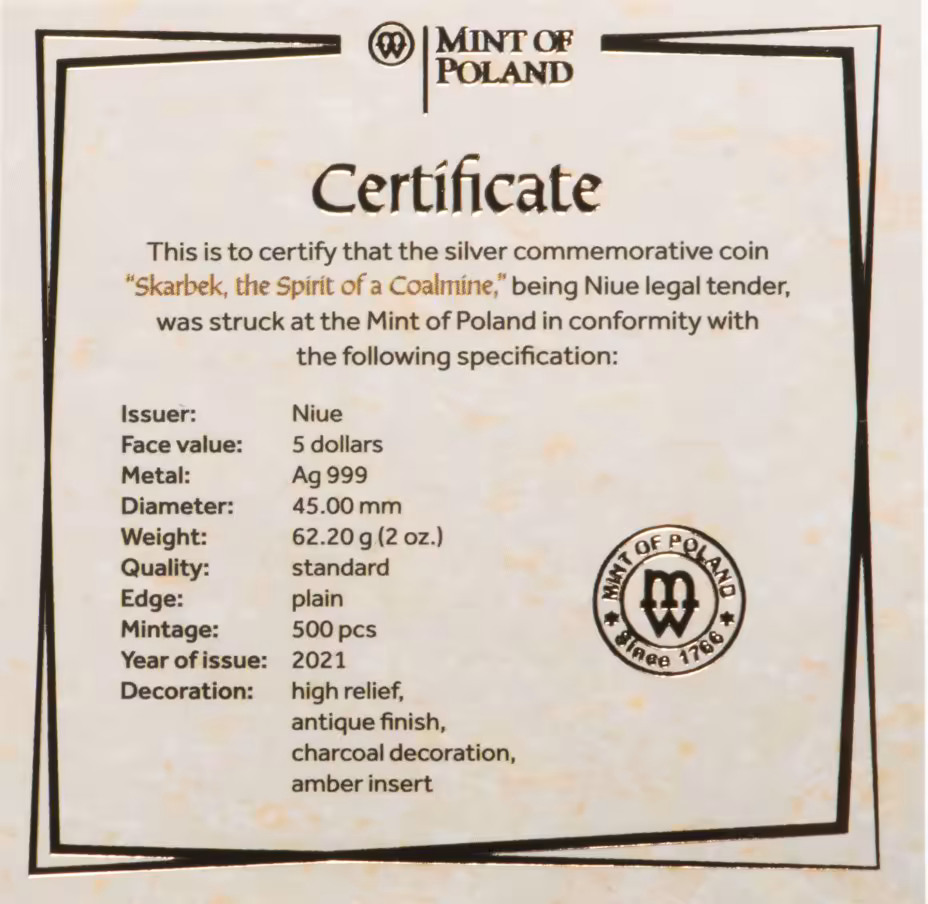 MINT OF
POLAND
Certificate
This is to certify that the silver commemorative coin
"Skarbek, the Spirit of a Coalmine," being Niue legal tender,
was struck at the Mint of Poland in conformity with
the following specification:
Issuer: Niue
Face value: 5 dollars
Metal: Ag 999
Diameter: 45.00 mm
Weight: 62.20 g (2 oz.)
Quality: standard
Edge: plain
Mintage: 500 pcs
Year of issue: 2021
Decoration: high relief,
antique finish,
charcoal decoration,
amber insert
MINT OF POLAND
since 1766